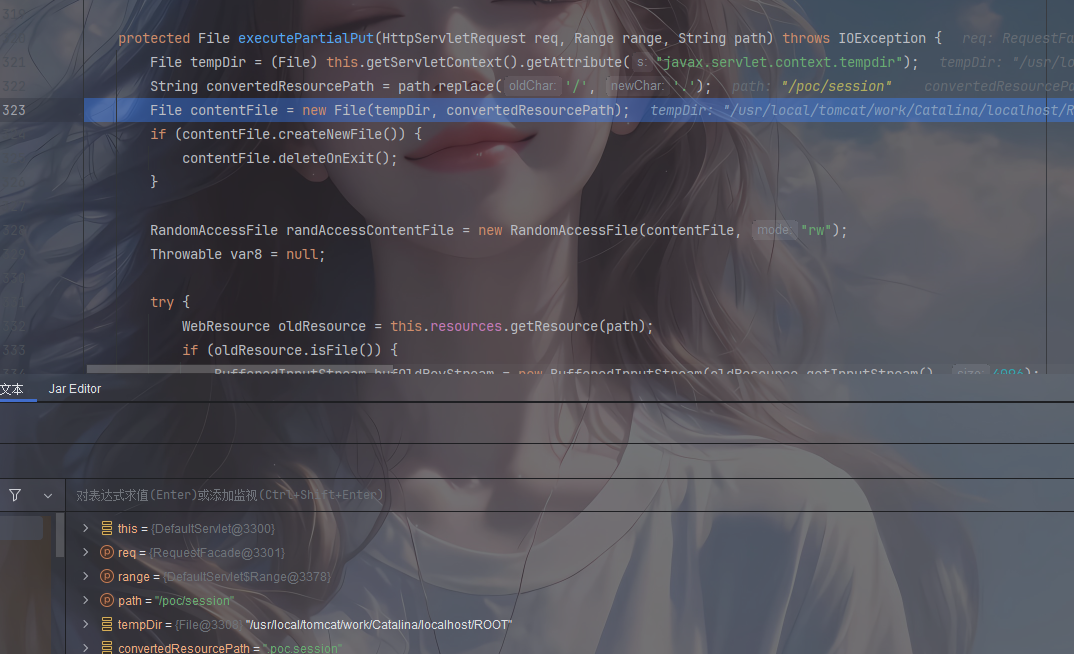 319
protected File executePartialPut(HttpServletRequest req, Range range, String path) throws IOException {   req: RequestFa
321 File tempDir = (File) this.getServletContext().getAttribute( s: "javax.servlet.context.tempdir");   tempDir: "/usr/lo
322 String convertedResourcePath = path.replace( oldChar: '/', newChar: '.');   path: "/poc/session"   convertedResourcePa
323 File contentFile = new File(tempDir, convertedResourcePath);   tempDir: "/usr/local/tomcat/work/Catalina/localhost/R
if (contentFile.createNewFile()) {
contentFile.deleteOnExit();
}
328 RandomAccessFile randAccessContentFile = new RandomAccessFile(contentFile, mode: "rw");
Throwable var8 = null;
try {
332 WebResource oldResource = this.resources.getResource(path);
333 if (oldResource.isFile()) {
334 BufferedInputStream bufOldRevStream = new BufferedInputStream(oldResource.getInputStream(), size: 4096);
文本 Jar Editor
对表达式求值(Enter)或添加监视(Ctrl+Shift+Enter)
this = {DefaultServlet@3300}
req = {RequestFacade@3301}
range = {DefaultServlet$Range@3378}
path = "/poc/session"
tempDir = "/usr/local/tomcat/work/Catalina/localhost/ROOT"
convertedResourcePath = ".poc.session"